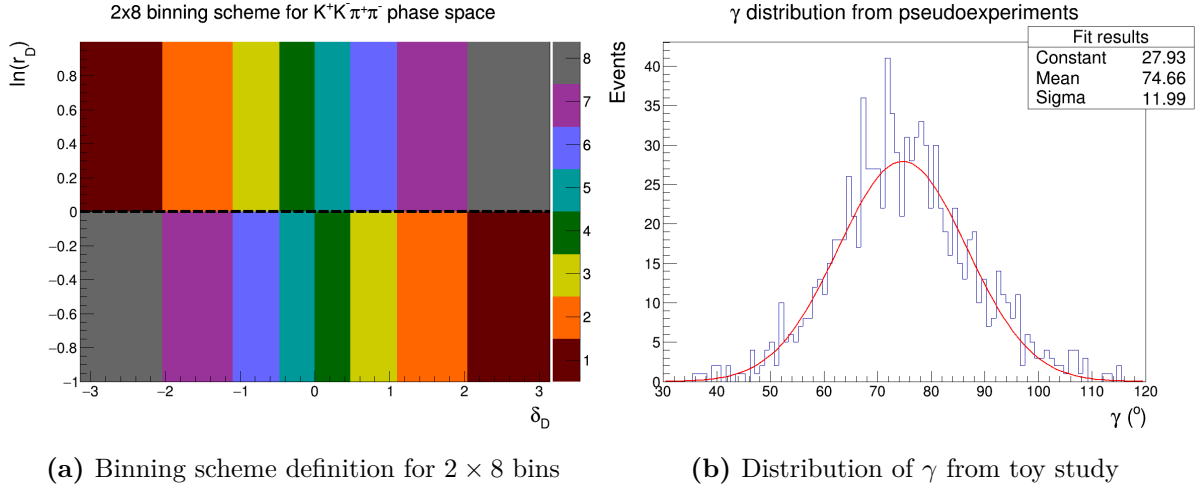 2x8 binning scheme for K⁺K⁻π⁺π⁻ phase space
ln(r_D)
0.8
0.6
0.4
0.2
0
−0.2
−0.4
−0.6
−0.8
−1
−3 −2 −1 0 1 2 3
δ_D
8
7
6
5
4
3
2
1
(a) Binning scheme definition for 2 × 8 bins
γ distribution from pseudoexperiments
Fit results
Constant 27.93
Mean 74.66
Sigma 11.99
Events
40
35
30
25
20
15
10
5
0
30 40 50 60 70 80 90 100 110 120
γ (°)
(b) Distribution of γ from toy study